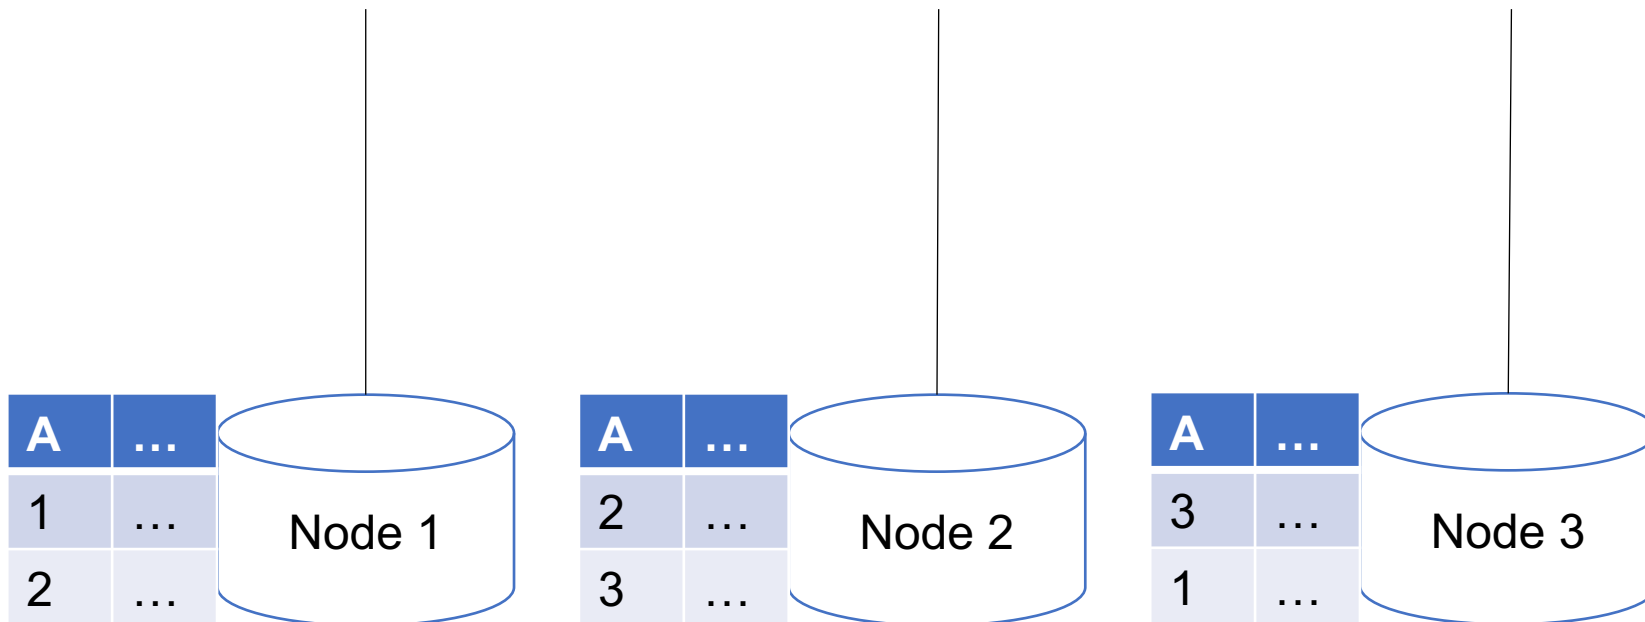 A … A … A …
1 … 2 … 3 …
Node 1 Node 2 Node 3
2 … 3 … 1 …